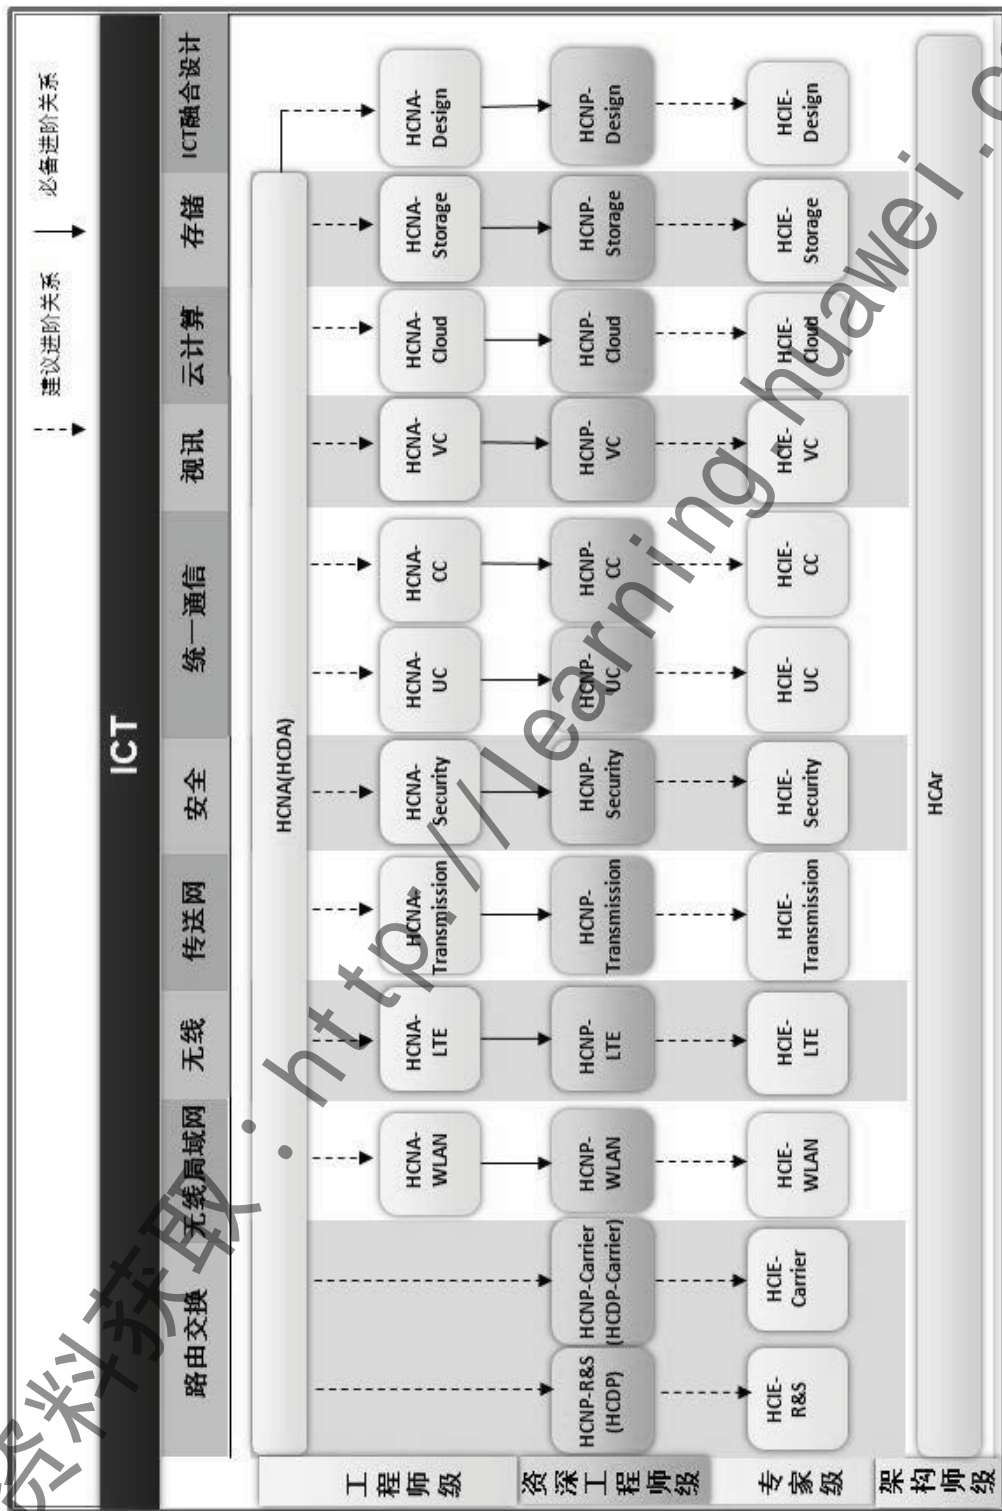 建议进阶关系
必备进阶关系
ICT
路由交换
无线局域网
无线
传送网
安全
统一通信
视讯
云计算
存储
ICT融合设计
工程师级
HCNA(HCDA)
HCNA-
WLAN
HCNA-
LTE
HCNA-
Transmission
HCNA-
Security
HCNA-
UC
HCNA-
CC
HCNA-
VC
HCNA-
Cloud
HCNA-
Storage
HCNA-
Design
资深工程师级
HCNP-R&S
(HCDP)
HCNP-Carrier
(HCDP-Carrier)
HCNP-
WLAN
HCNP-
LTE
HCNP-
Transmission
HCNP-
Security
HCNP-
UC
HCNP-
CC
HCNP-
VC
HCNP-
Cloud
HCNP-
Storage
HCNP-
Design
专家级
HCIE-
R&S
HCIE-
Carrier
HCIE-
WLAN
HCIE-
LTE
HCIE-
Transmission
HCIE-
Security
HCIE-
UC
HCIE-
CC
HCIE-
VC
HCIE-
Cloud
HCIE-
Storage
HCIE-
Design
架构师级
HCAr
资料获取：http://learning.huawei.c